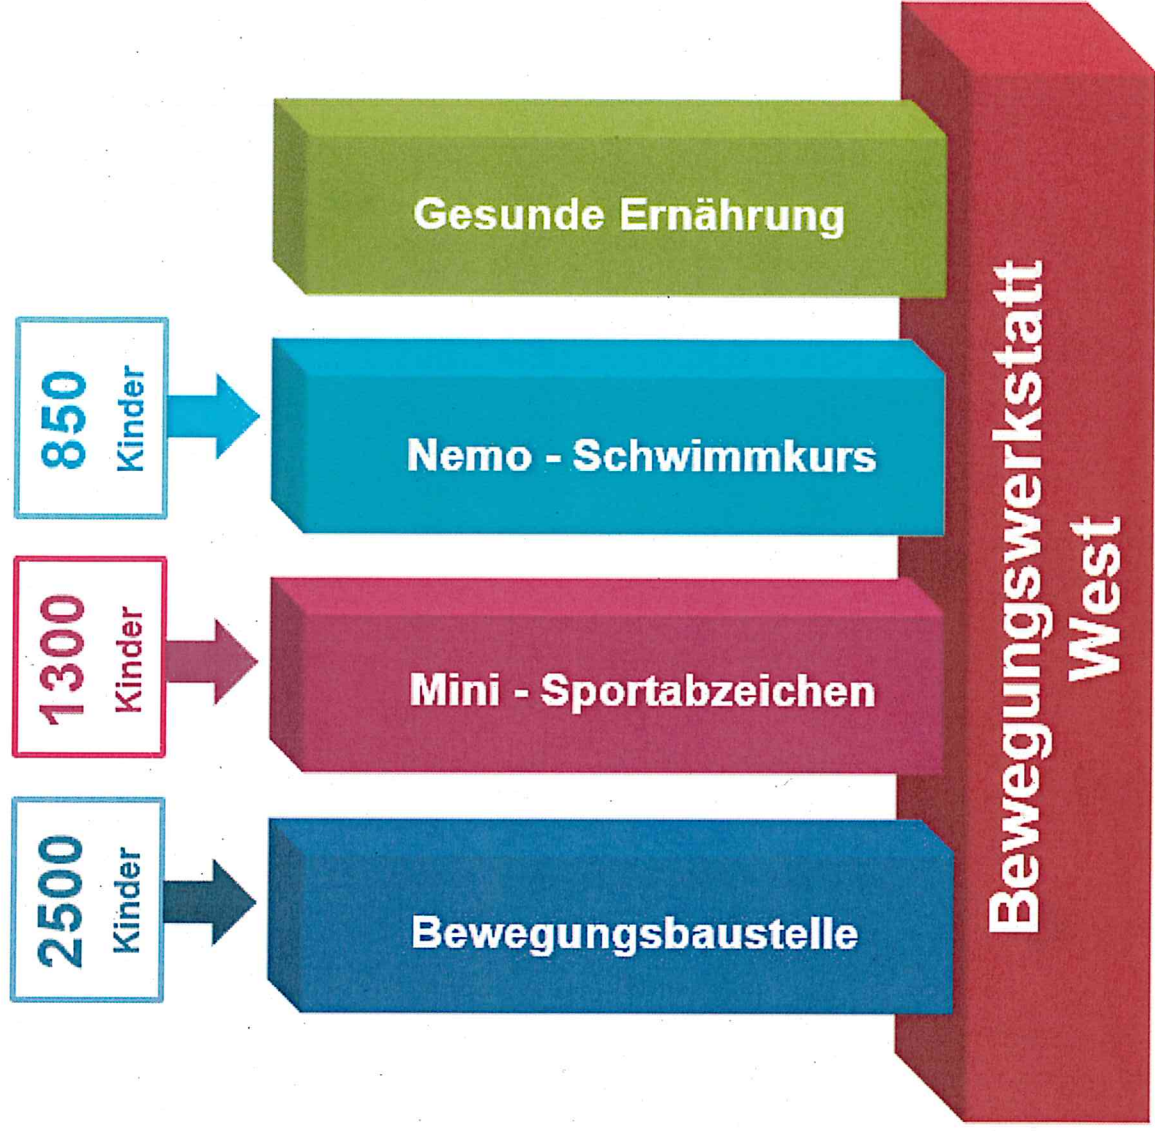 2500
Kinder
1300
Kinder
850
Kinder
Bewegungsbaustelle
Mini - Sportabzeichen
Nemo - Schwimmkurs
Gesunde Ernährung
Bewegungswerkstatt
West